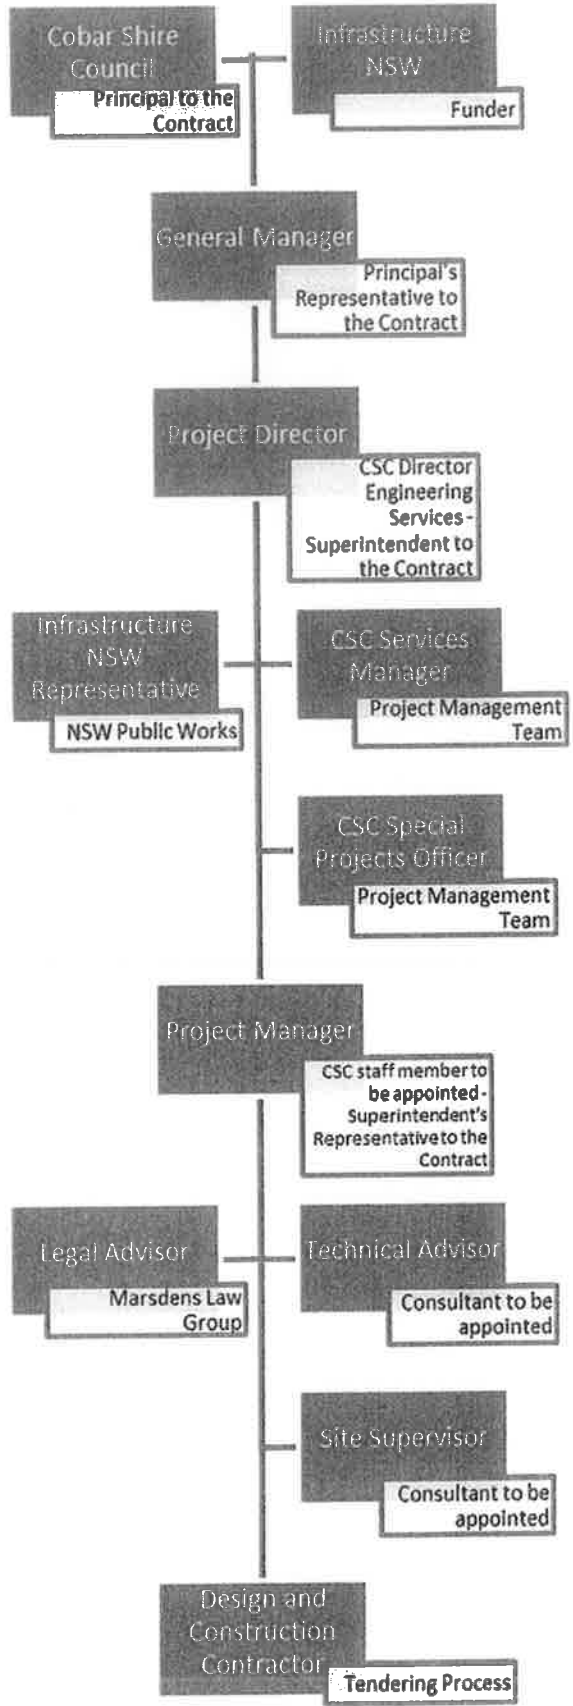 Cobar Shire
Council
Principal to the
Contract
Infrastructure
NSW
Funder
General Manager
Principal's
Representative to
the Contract
Project Director
CSC Director
Engineering
Services -
Superintendent to
the Contract
Infrastructure
NSW
Representative
NSW Public Works
CSC Services
Manager
Project Management
Team
CSC Special
Projects Officer
Project Management
Team
Project Manager
CSC staff member to
be appointed -
Superintendent's
Representative to the
Contract
Legal Advisor
Marsdens Law
Group
Technical Advisor
Consultant to be
appointed
Site Supervisor
Consultant to be
appointed
Design and
Construction
Contractor
Tendering Process